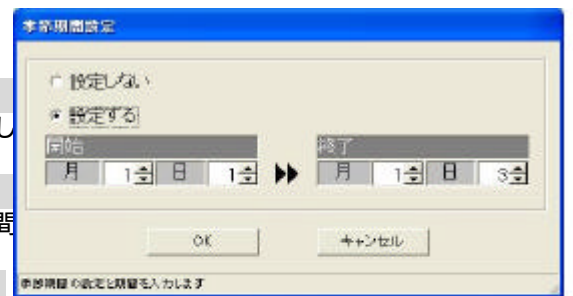 季節期間設定
設定しない
設定する
開始 終了
月 1 日 1 月 1 日 3
OK キャンセル
季節期間の設定と期間を入力します
し
間